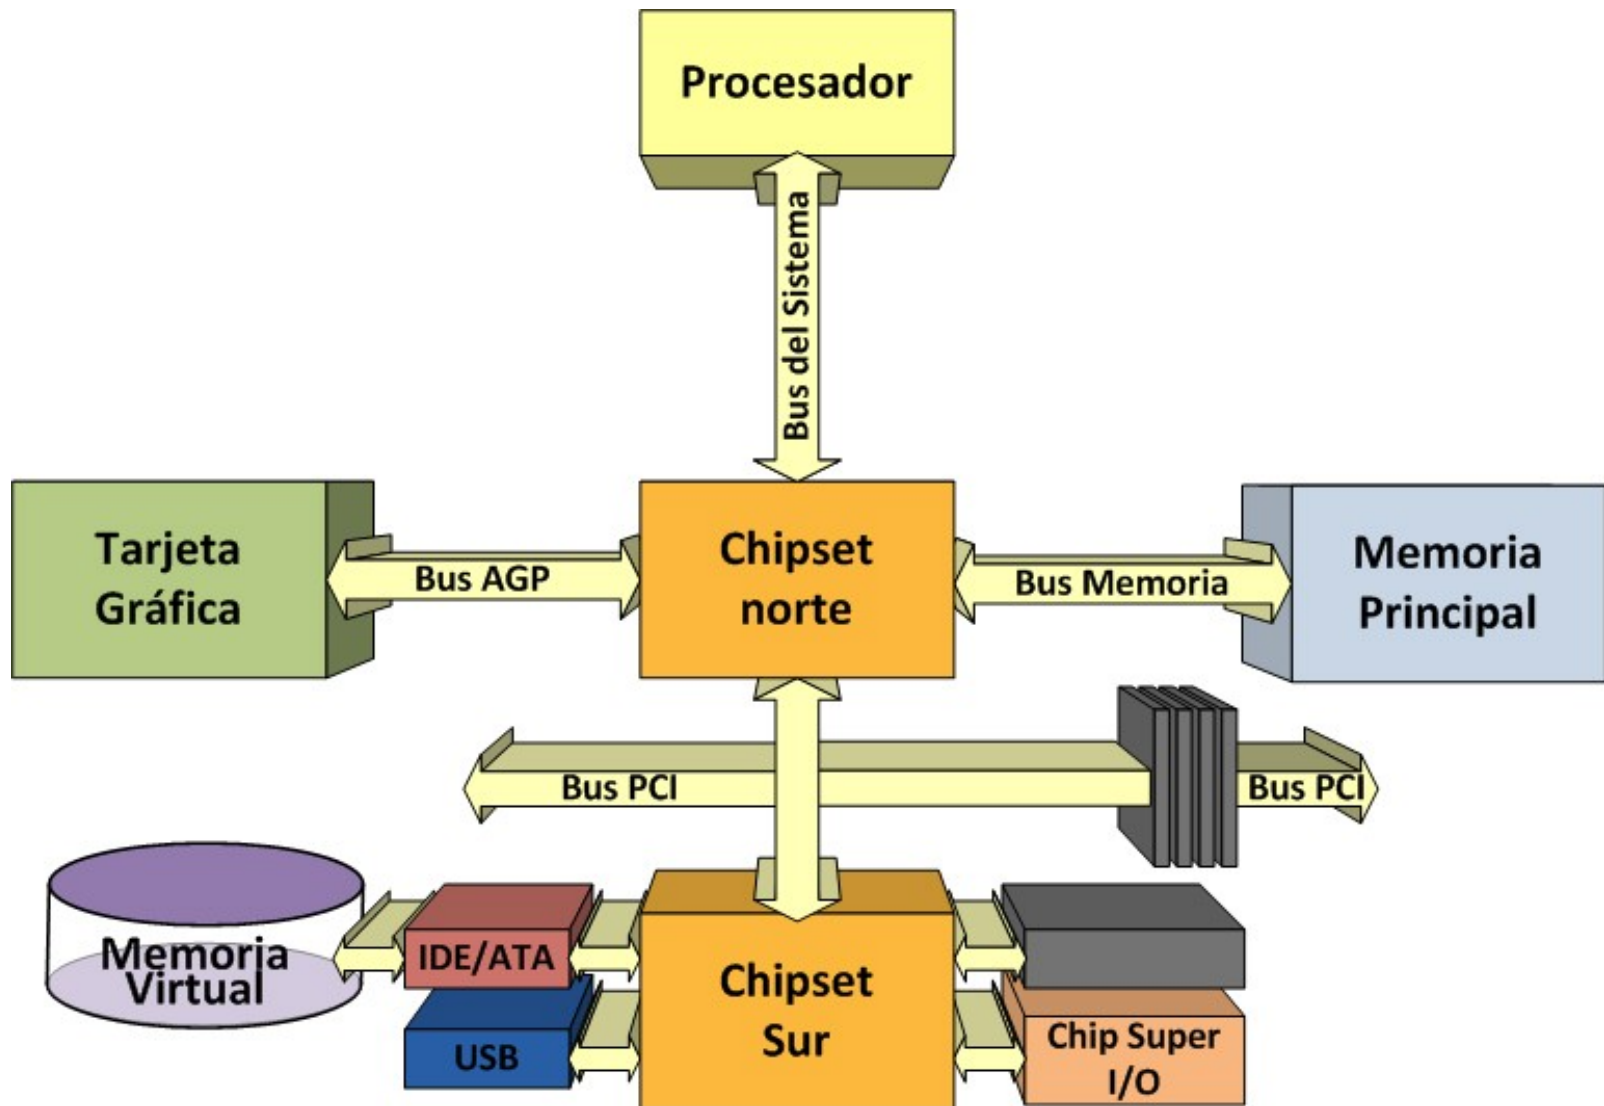 Procesador
Bus del Sistema
Tarjeta
Gráfica
Bus AGP
Chipset
norte
Bus Memoria
Memoria
Principal
Bus PCI
Bus PCI
Memoria
Virtual
IDE/ATA
USB
Chipset
Sur
Chip Super
I/O